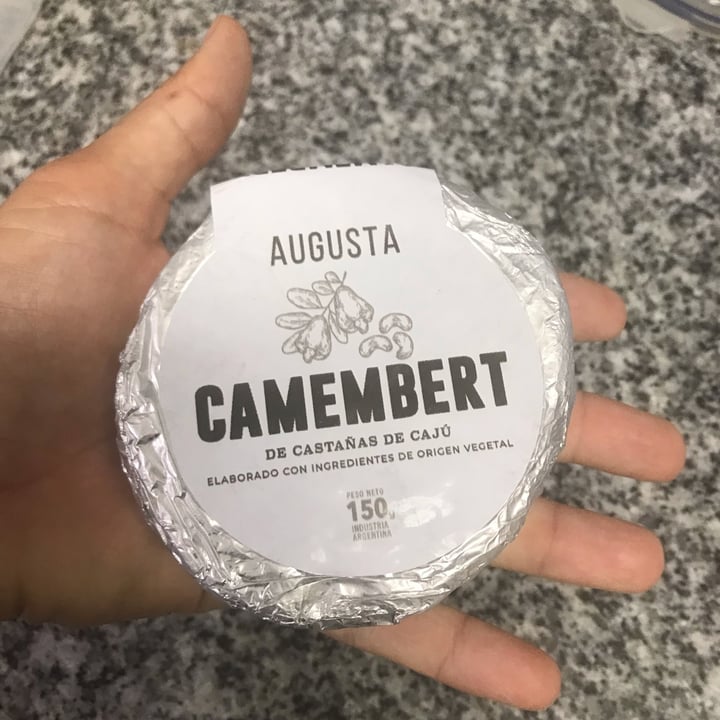 AUGUSTA
CAMEMBERT
DE CASTAÑAS DE CAJÚ
ELABORADO CON INGREDIENTES DE ORIGEN VEGETAL
PESO NETO
150g
INDUSTRIA
ARGENTINA